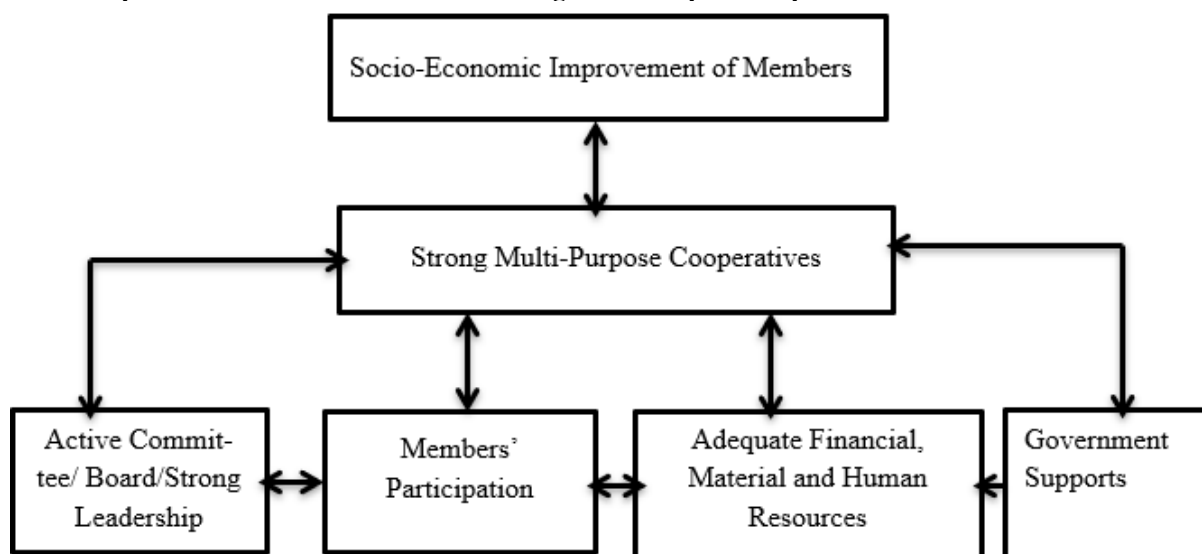 Socio-Economic Improvement of Members
Strong Multi-Purpose Cooperatives
Active Commit-
tee/ Board/Strong
Leadership
Members’
Participation
Adequate Financial,
Material and Human
Resources
Government
Supports